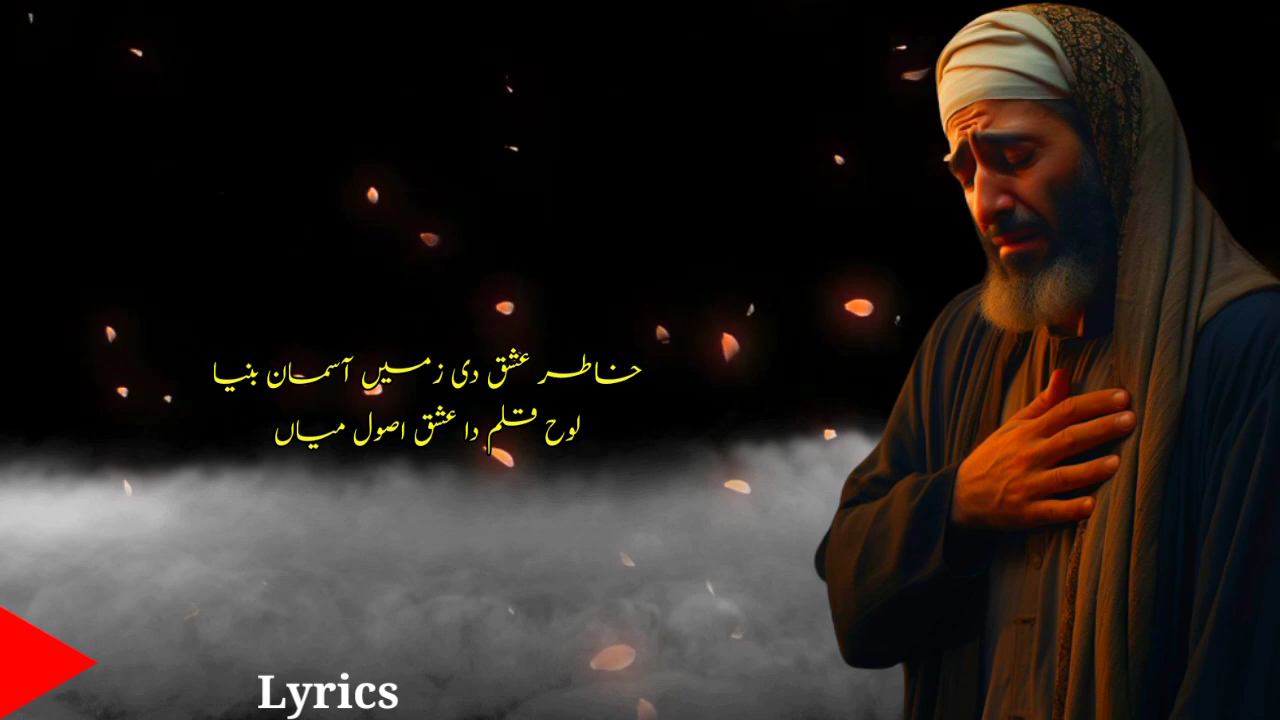 خاطر عشق دی زمیں آسمان بنیا
لوح قلم دا عشق اصول میاں
Lyrics